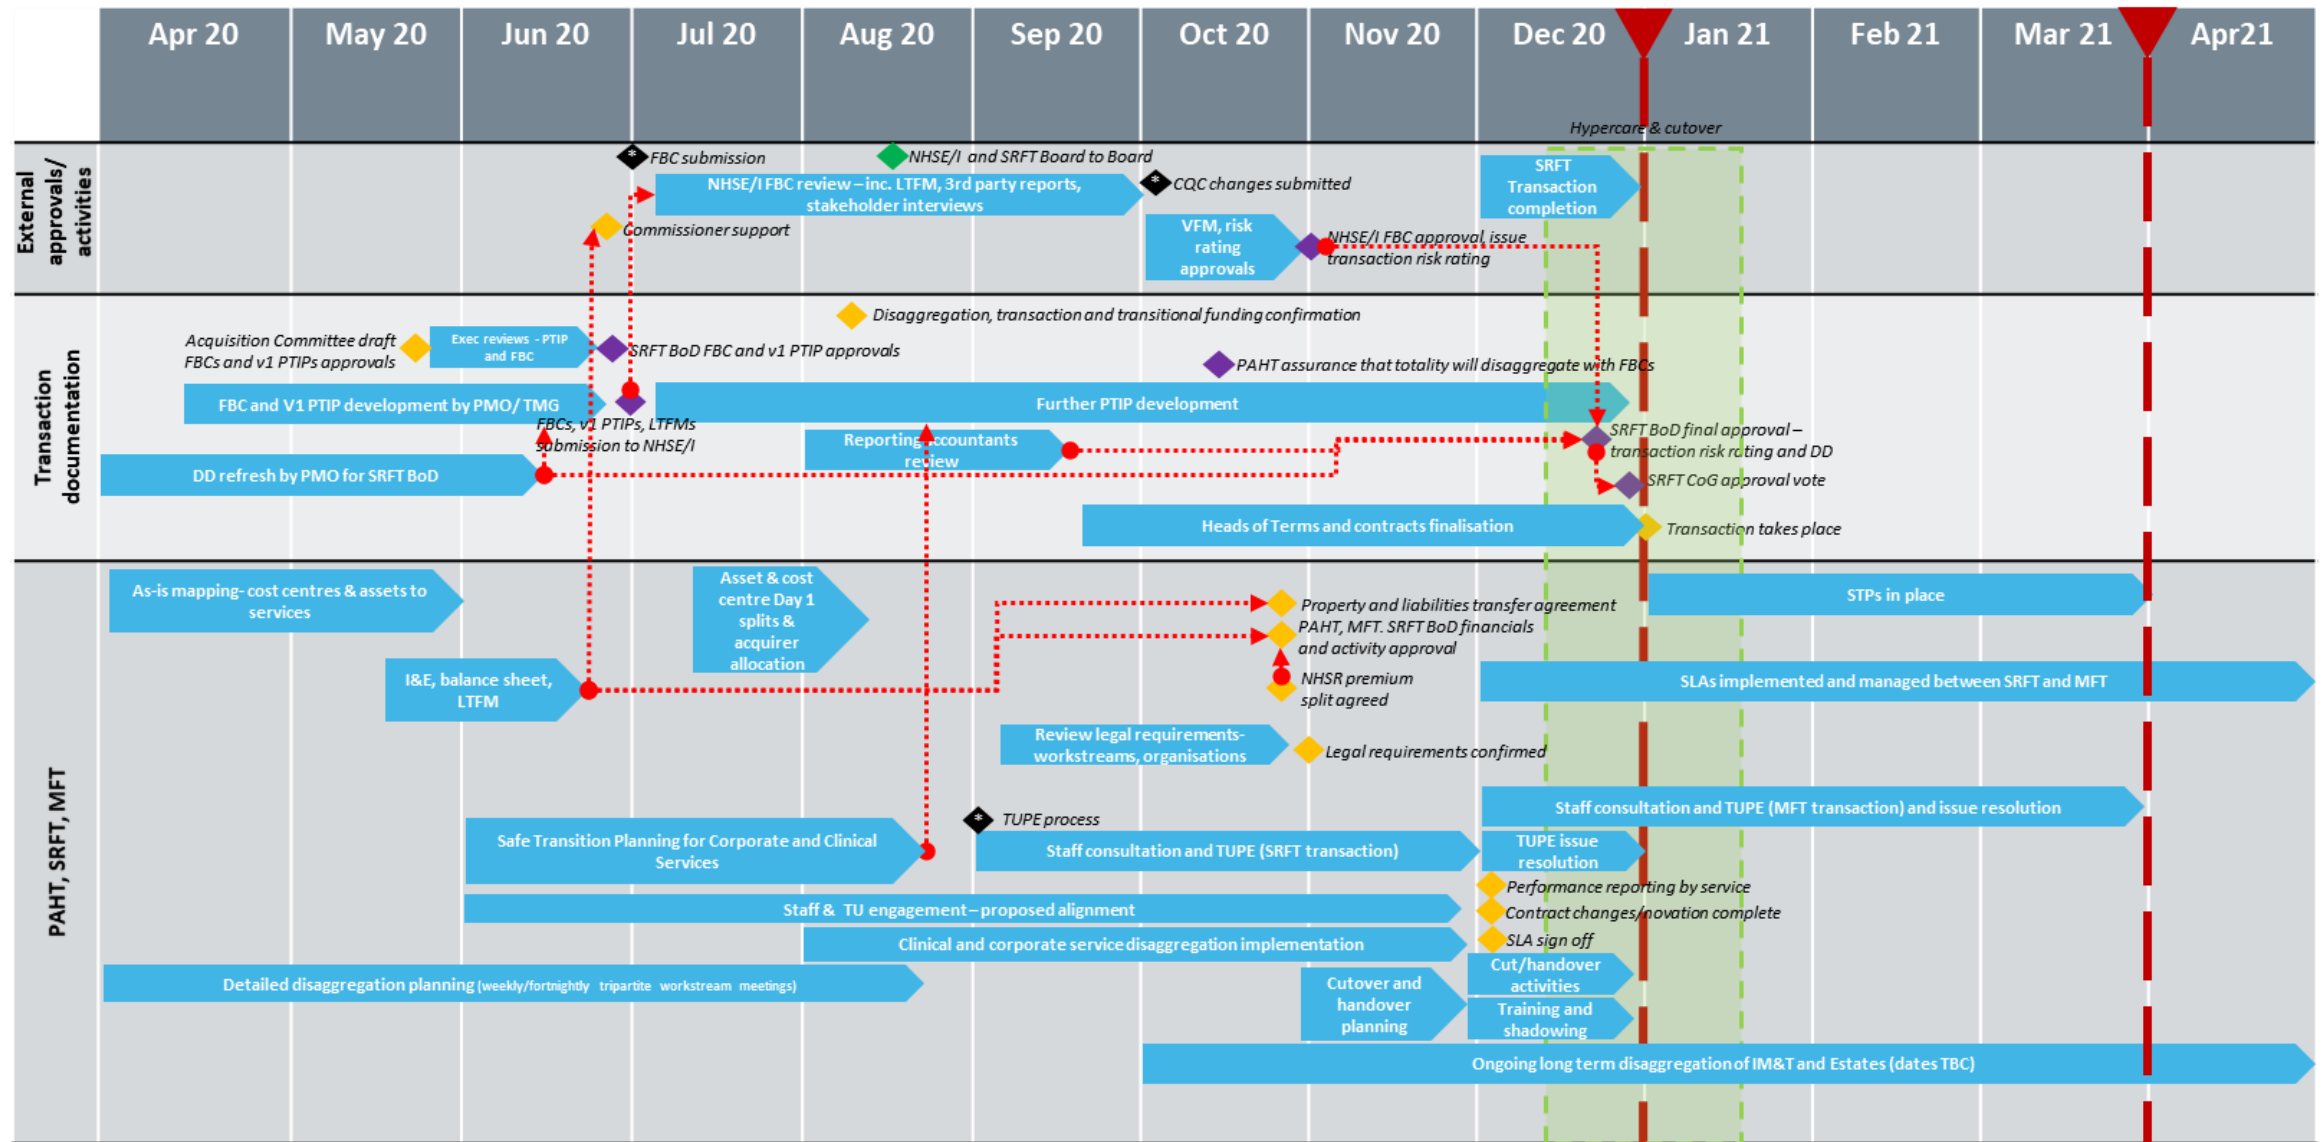 Apr 20
May 20
Jun 20
Jul 20
Aug 20
Sep 20
Oct 20
Nov 20
Dec 20
Jan 21
Feb 21
Mar 21
Apr21
Hypercare & cutover
External
approvals/
activities
* FBC submission
NHSE/I and SRFT Board to Board
NHSE/I FBC review – inc. LTFM, 3rd party reports,
stakeholder interviews
* CQC changes submitted
SRFT
Transaction
completion
Commissioner support
VFM, risk
rating
approvals
NHSE/I FBC approval, issue
transaction risk rating
Transaction
documentation
Disaggregation, transaction and transitional funding confirmation
Acquisition Committee draft
FBCs and v1 PTIPs approvals
Exec reviews - PTIP
and FBC
SRFT BoD FBC and v1 PTIP approvals
PAHT assurance that totality will disaggregate with FBCs
FBC and V1 PTIP development by PMO/ TMG
Further PTIP development
FBCs, v1 PTIPs, LTFMs
submission to NHSE/I
Reporting accountants
review
SRFT BoD final approval –
transaction risk rating and DD
DD refresh by PMO for SRFT BoD
SRFT CoG approval vote
Heads of Terms and contracts finalisation
Transaction takes place
PAHT, SRFT, MFT
As-is mapping- cost centres & assets to
services
Asset & cost
centre Day 1
splits &
acquirer
allocation
STPs in place
Property and liabilities transfer agreement
PAHT, MFT. SRFT BoD financials
and activity approval
I&E, balance sheet,
LTFM
NHSR premium
split agreed
SLAs implemented and managed between SRFT and MFT
Review legal requirements-
workstreams, organisations
Legal requirements confirmed
Staff consultation and TUPE (MFT transaction) and issue resolution
* TUPE process
Safe Transition Planning for Corporate and Clinical
Services
Staff consultation and TUPE (SRFT transaction)
TUPE issue
resolution
Performance reporting by service
Staff & TU engagement – proposed alignment
Contract changes/novation complete
Clinical and corporate service disaggregation implementation
SLA sign off
Detailed disaggregation planning (weekly/fortnightly tripartite workstream meetings)
Cutover and
handover
planning
Cut/handover
activities
Training and
shadowing
Ongoing long term disaggregation of IM&T and Estates (dates TBC)